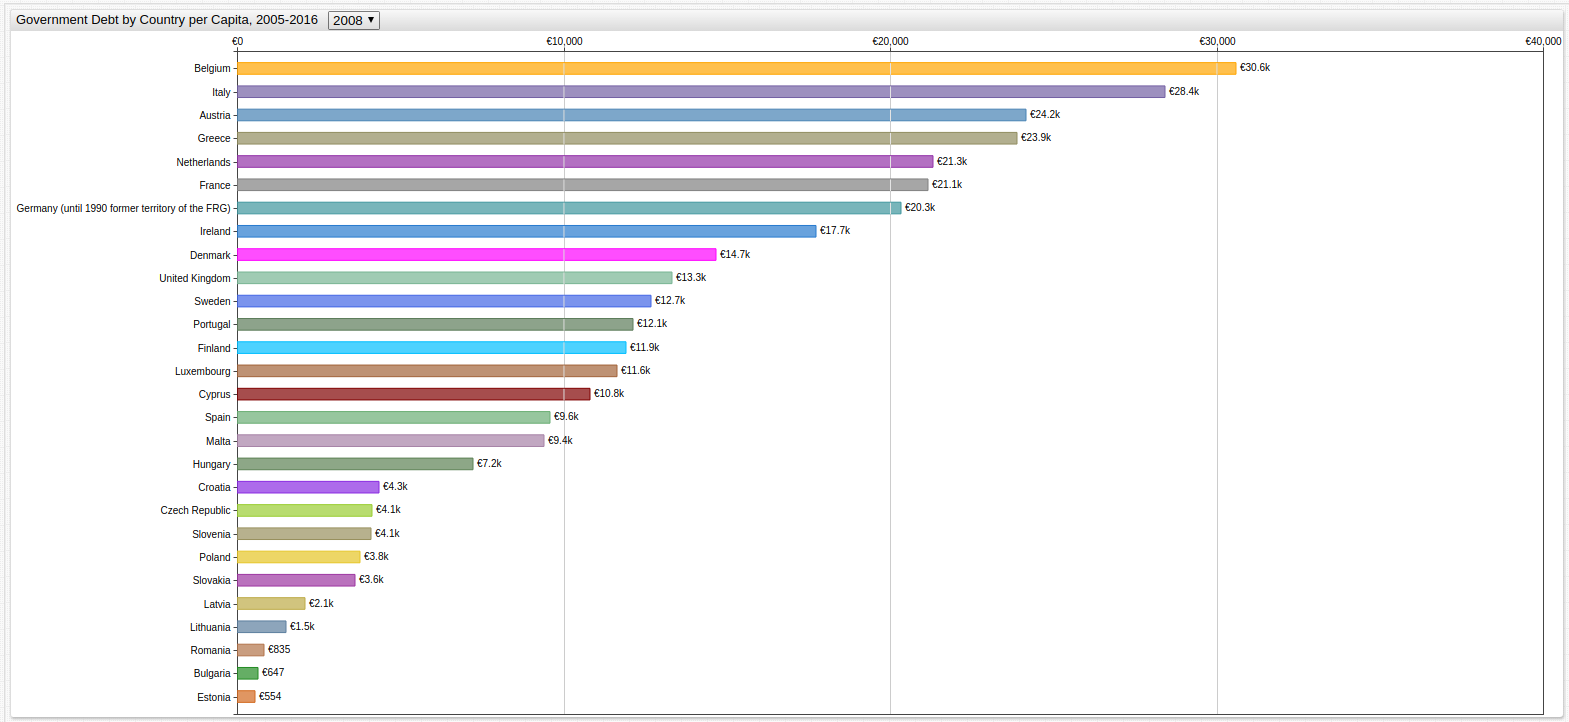 Government Debt by Country per Capita, 2005-2016 2008 ▼
€0 €10,000 €20,000 €30,000 €40,000
Belgium €30.6k
Italy €28.4k
Austria €24.2k
Greece €23.9k
Netherlands €21.3k
France €21.1k
Germany (until 1990 former territory of the FRG) €20.3k
Ireland €17.7k
Denmark €14.7k
United Kingdom €13.3k
Sweden €12.7k
Portugal €12.1k
Finland €11.9k
Luxembourg €11.6k
Cyprus €10.8k
Spain €9.6k
Malta €9.4k
Hungary €7.2k
Croatia €4.3k
Czech Republic €4.1k
Slovenia €4.1k
Poland €3.8k
Slovakia €3.6k
Latvia €2.1k
Lithuania €1.5k
Romania €835
Bulgaria €647
Estonia €554